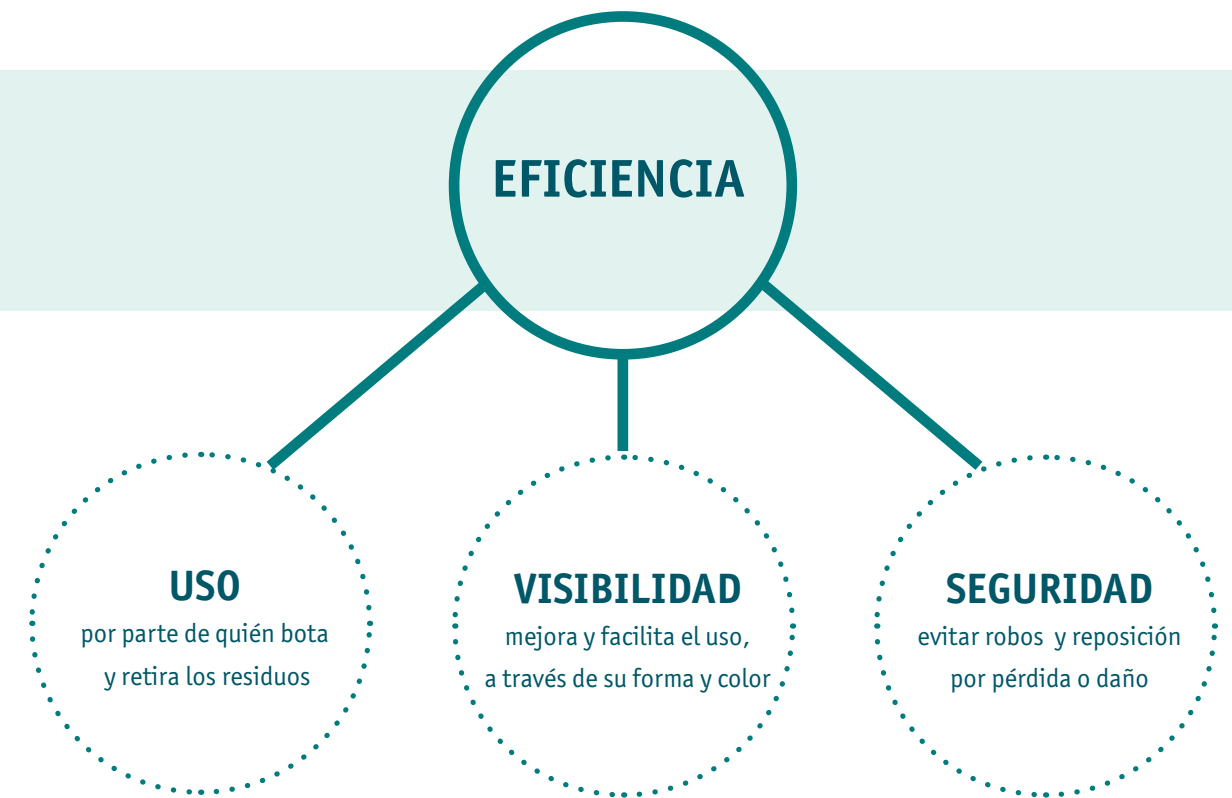 EFICIENCIA
USO
por parte de quién bota
y retira los residuos
VISIBILIDAD
mejora y facilita el uso,
a través de su forma y color
SEGURIDAD
evitar robos  y reposición
por pérdida o daño